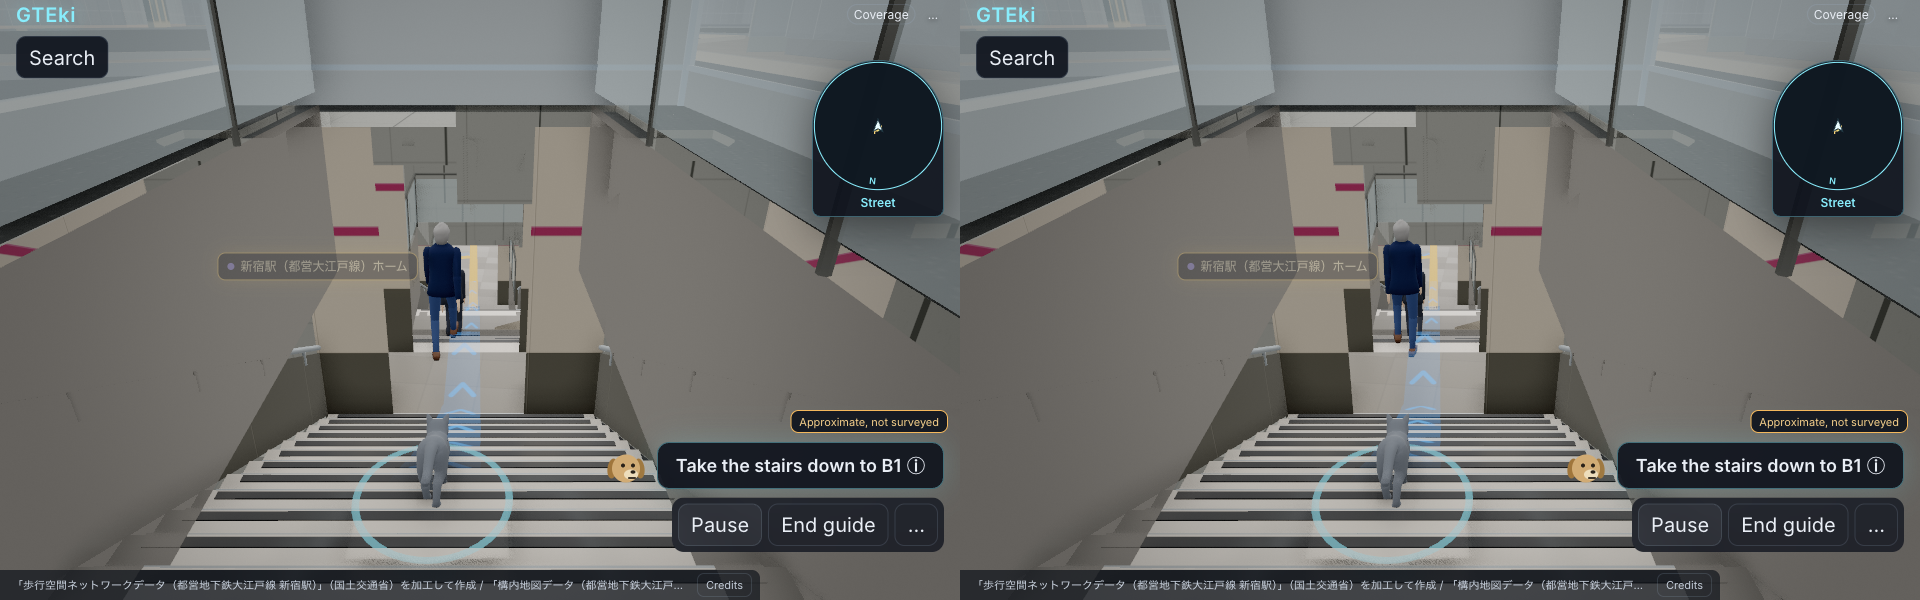 GTEki
Search
Coverage
...
N
Street
新宿駅（都営大江戸線）ホーム
Approximate, not surveyed
Take the stairs down to B1 ⓘ
Pause
End guide
...
「歩行空間ネットワークデータ（都営地下鉄大江戸線 新宿駅）」（国土交通省）を加工して作成 / 「構内地図データ（都営地下鉄大江戸...
Credits
GTEki
Search
Coverage
...
N
Street
新宿駅（都営大江戸線）ホーム
Approximate, not surveyed
Take the stairs down to B1 ⓘ
Pause
End guide
...
「歩行空間ネットワークデータ（都営地下鉄大江戸線 新宿駅）」（国土交通省）を加工して作成 / 「構内地図データ（都営地下鉄大江戸...
Credits